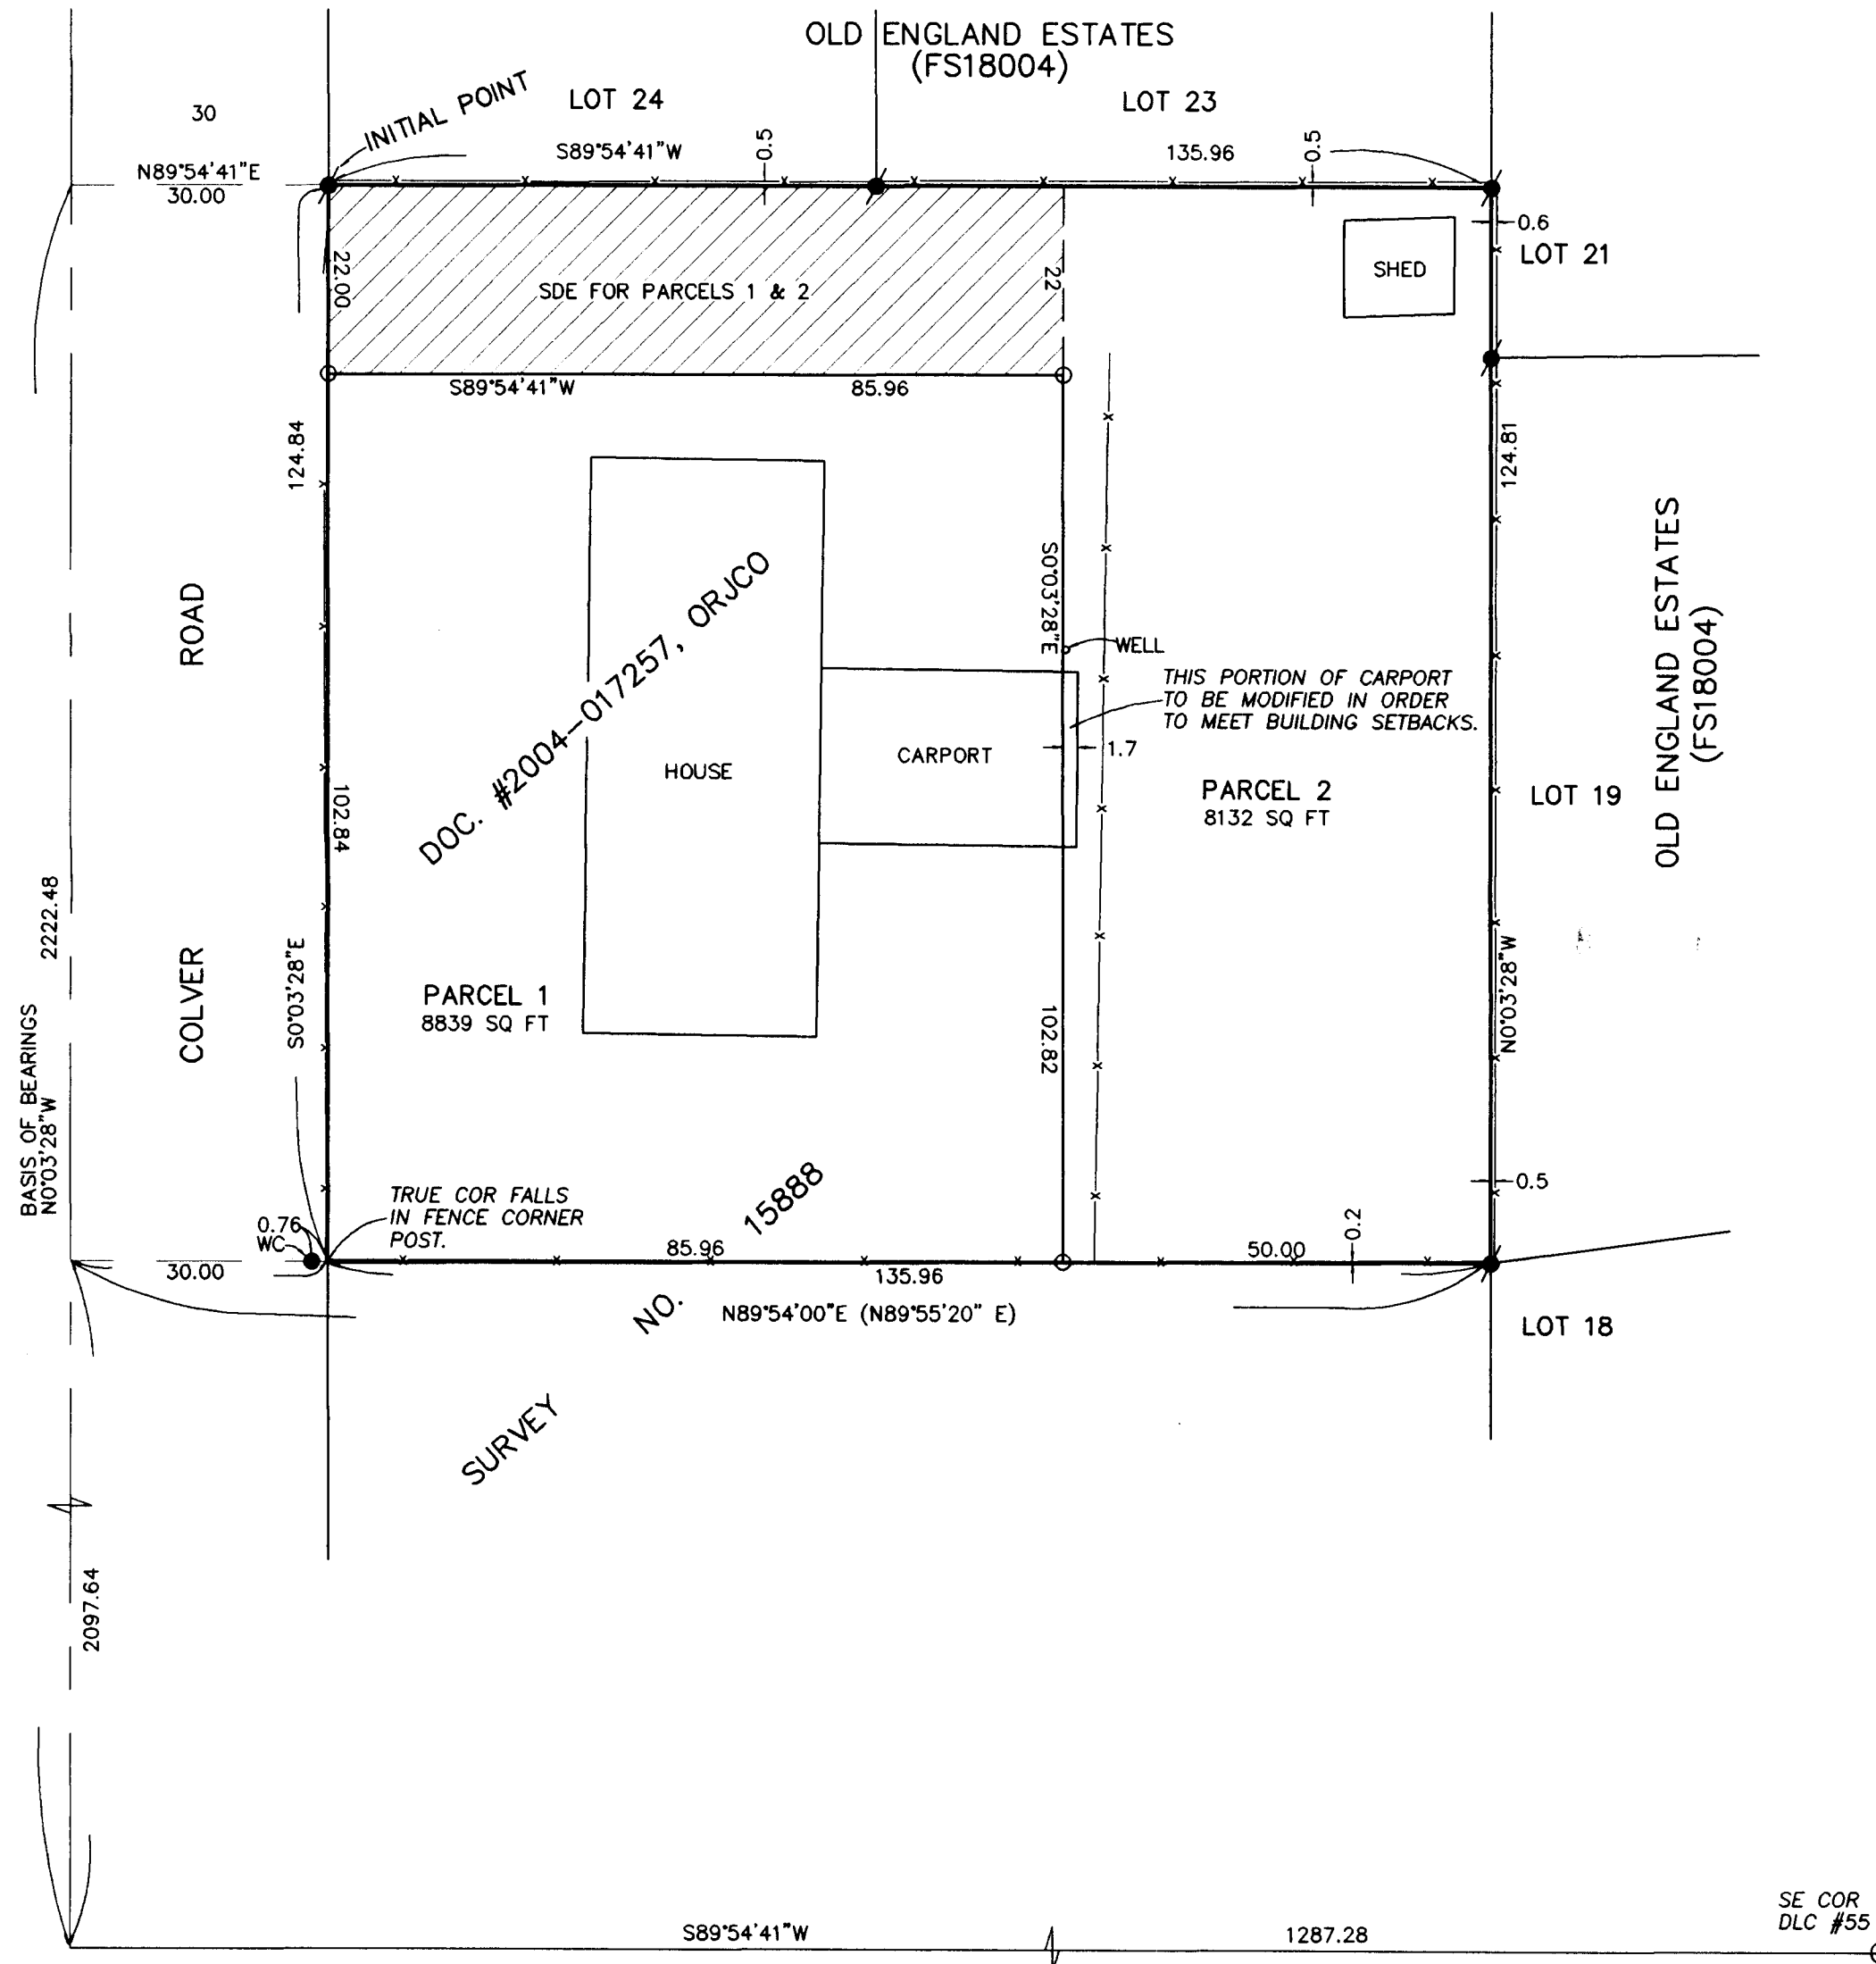 OLD ENGLAND ESTATES
(FS18004)
30
INITIAL POINT
LOT 24
LOT 23
N89°54'41"E
30.00
S89°54'41"W
0.5
135.96
0.5
0.6
LOT 21
SHED
22.00
SDE FOR PARCELS 1 & 2
22
S89°54'41"W
85.96
124.84
124.81
ROAD
DOC. #2004-017257, ORJCO
S0°03'28"E
WELL
THIS PORTION OF CARPORT
TO BE MODIFIED IN ORDER
TO MEET BUILDING SETBACKS.
1.7
HOUSE
CARPORT
PARCEL 2
8132 SQ FT
LOT 19
OLD ENGLAND ESTATES
(FS18004)
102.84
2222.48
COLVER
S0°03'28"E
PARCEL 1
8839 SQ FT
102.82
N0°03'28"W
BASIS OF BEARINGS
N0°03'28"W
TRUE COR FALLS
IN FENCE CORNER
POST.
0.76
WC
30.00
85.96
135.96
50.00
0.2
0.5
N89°54'00"E (N89°55'20" E)
LOT 18
SURVEY NO. 15888
2097.64
S89°54'41"W
1287.28
SE COR
DLC #55